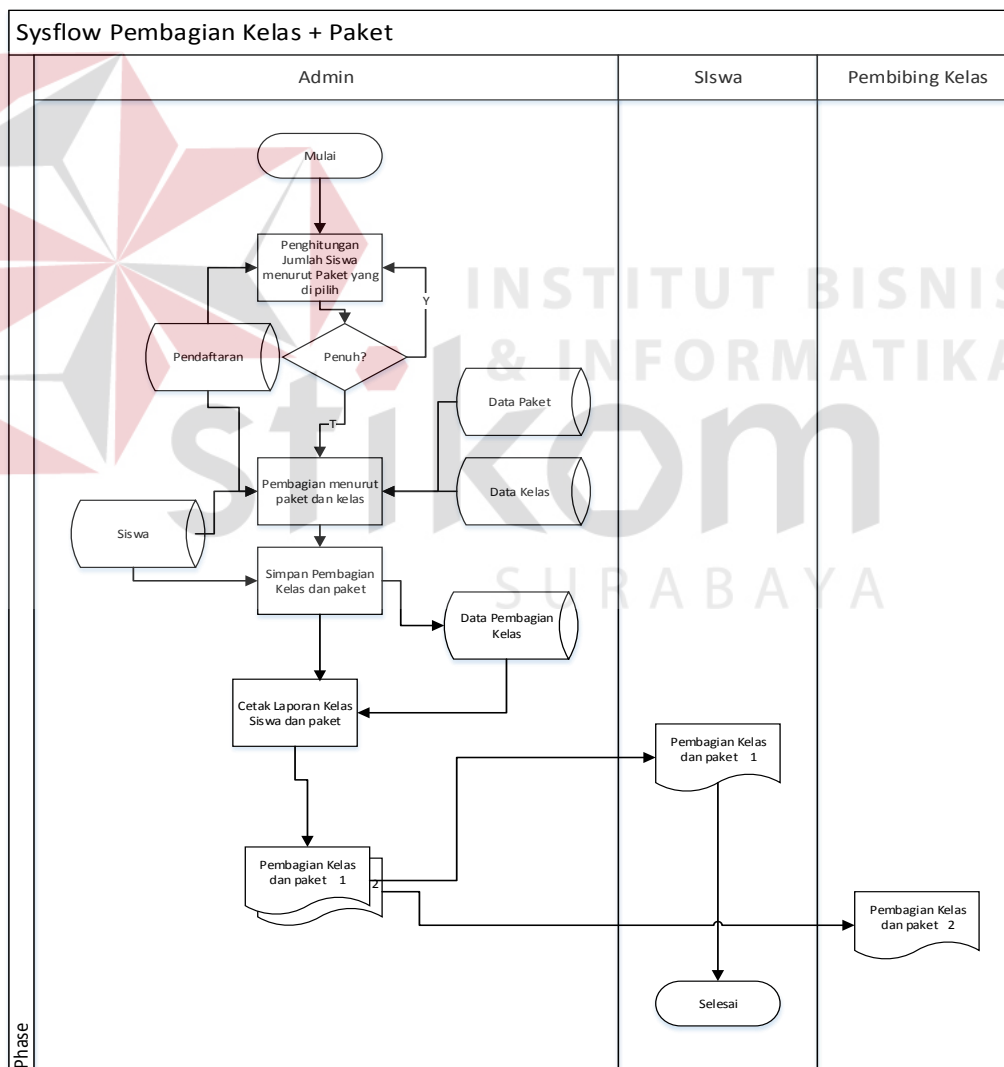 Sysflow Pembagian Kelas + Paket
Admin
SIswa
Pembibing Kelas
Mulai
Penghitungan
Jumlah Siswa
menurut Paket yang
di pilih
Y
Pendaftaran
Penuh?
Data Paket
T
Pembagian menurut
paket dan kelas
Data Kelas
Siswa
Simpan Pembagian
Kelas dan paket
Data Pembagian
Kelas
Cetak Laporan Kelas
Siswa dan paket
Pembagian Kelas
dan paket 1
Pembagian Kelas
dan paket 1
2
Pembagian Kelas
dan paket 2
Selesai
Phase
INSTITUT BISNIS
& INFORMATIKA
stikom
SURABAYA